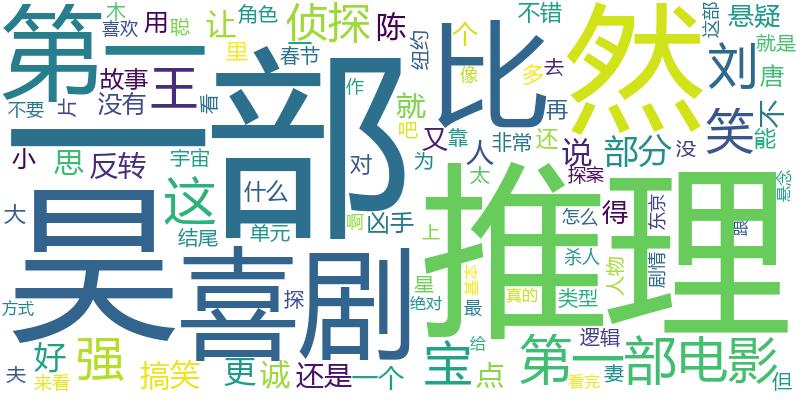 第二部
比
然
推理
昊
喜剧
第一部
电影
这
王
刘
笑
宝
强
侦探
陈
让
角色
木
喜欢
用
聪
里
春节
纽约
个
不错
悬疑
这部
就是
故事
没有
看
作
就
像
多
去
再
唐
不
能
小
思
反转
宇宙
对
吧
又
靠
非常
还
说
部分
没
大
结尾
什么
单元
啊
凶手
为
人
太
探案
悬念
上
怎么
得
东京
跟
方式
探
星
绝对
基本
最
真的
杀人
类型
人物
剧情
夫
好
来看
搞笑
更
诚
还是
一个
点
给
逻辑
看完
妻
但
不要